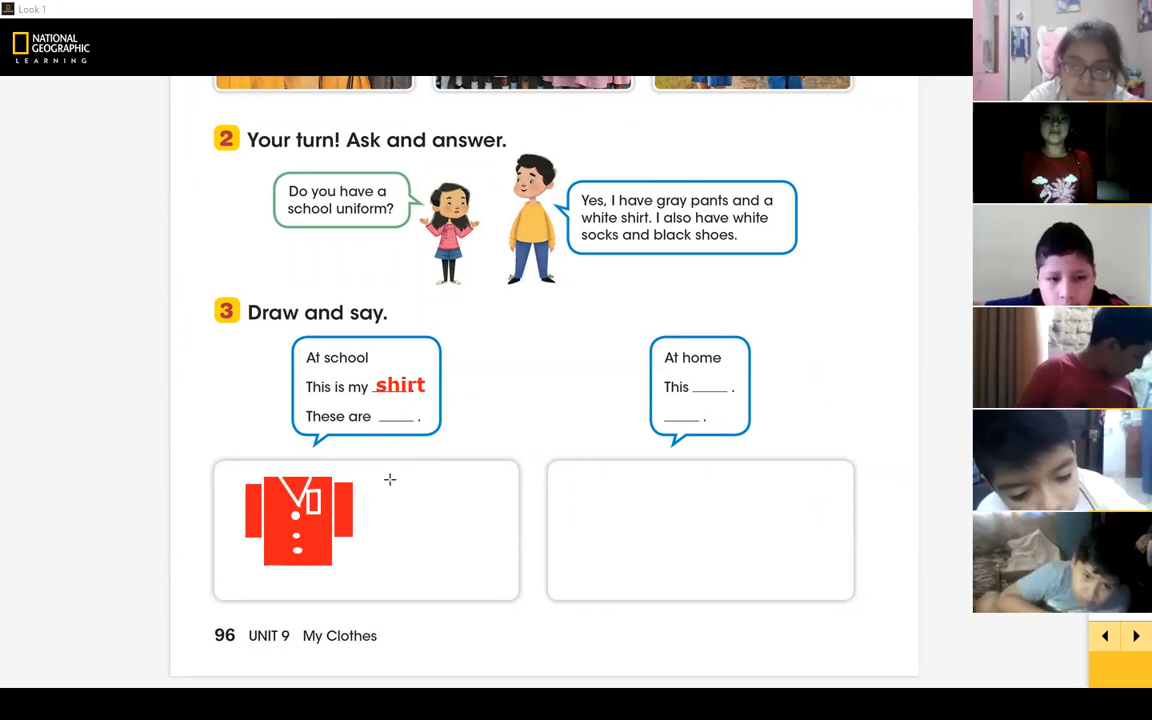 Look 1
NATIONAL
GEOGRAPHIC
LEARNING
2 Your turn! Ask and answer.
Do you have a
school uniform?
Yes, I have gray pants and a
white shirt. I also have white
socks and black shoes.
3 Draw and say.
At school
This is my shirt
These are _____ .
At home
This _____ .
_____ .
96 UNIT 9 My Clothes